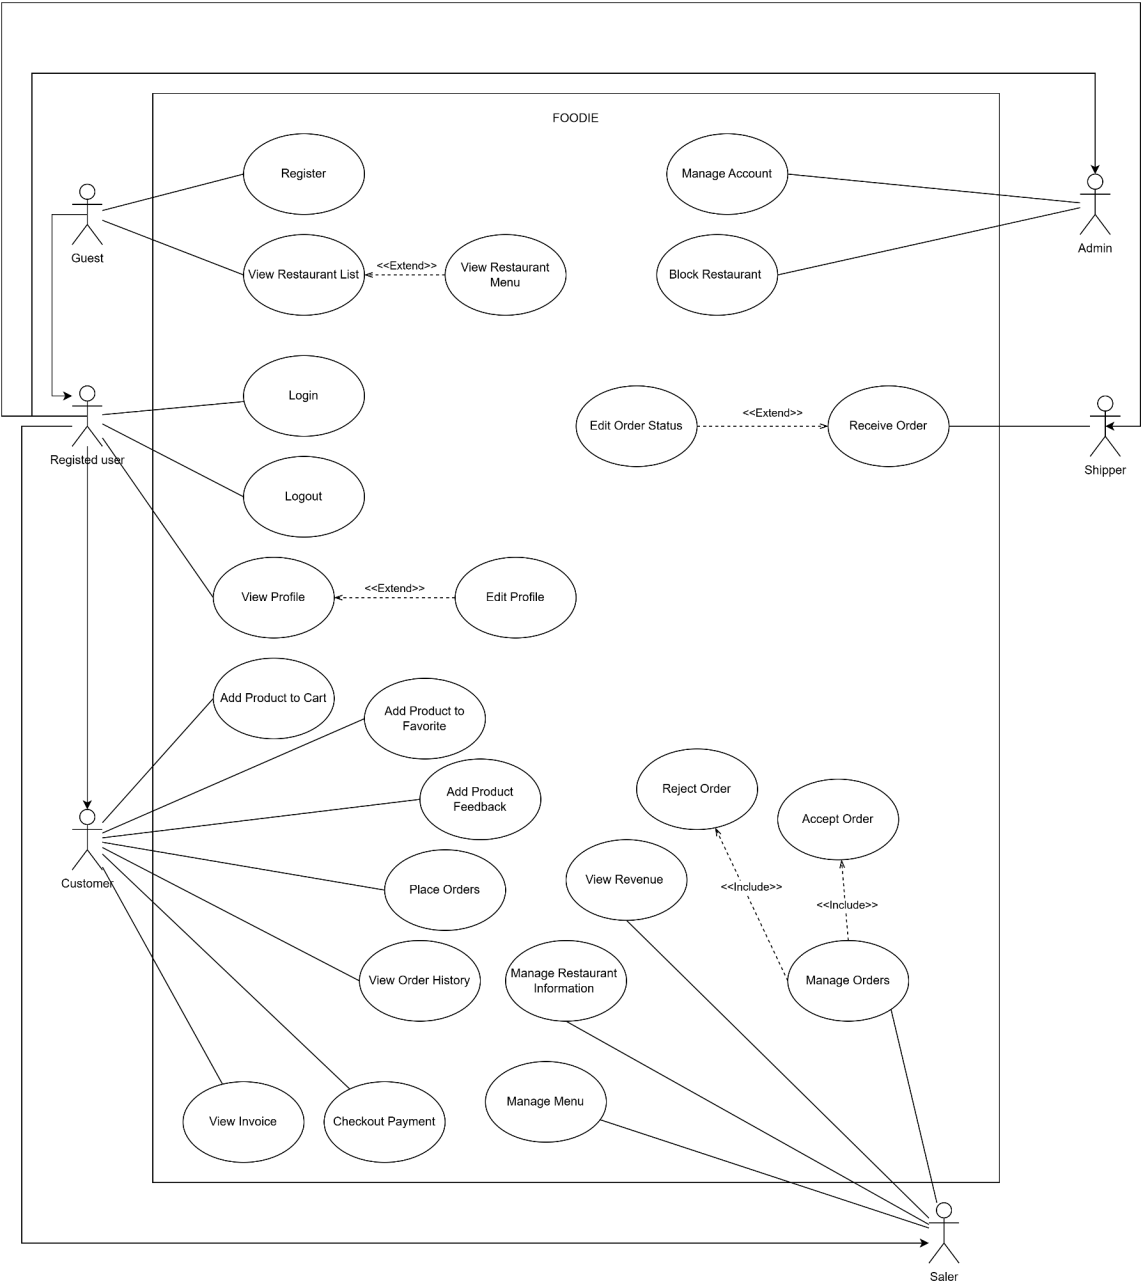 FOODIE
Register
Manage Account
Guest
Admin
View Restaurant List
<<Extend>>
View Restaurant
Menu
Block Restaurant
Login
Edit Order Status
<<Extend>>
Receive Order
Registed user
Shipper
Logout
View Profile
<<Extend>>
Edit Profile
Add Product to Cart
Add Product to
Favorite
Add Product
Feedback
Reject Order
Accept Order
Customer
Place Orders
View Revenue
<<Include>>
<<Include>>
View Order History
Manage Restaurant
Information
Manage Orders
Manage Menu
View Invoice
Checkout Payment
Saler